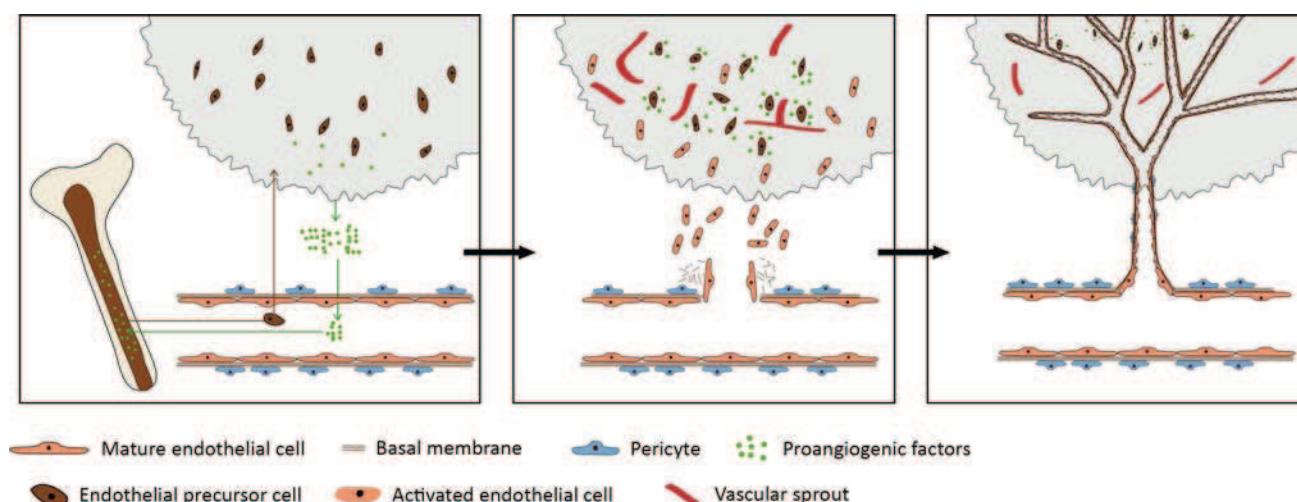 Mature endothelial cell Basal membrane Pericyte Proangiogenic factors
Endothelial precursor cell Activated endothelial cell Vascular sprout